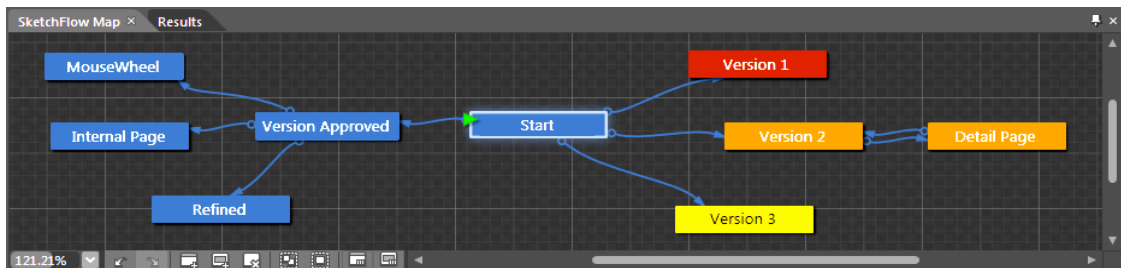 SketchFlow Map × Results
MouseWheel
Version 1
Version Approved
Start
Internal Page
Version 2
Detail Page
Refined
Version 3
121.21%